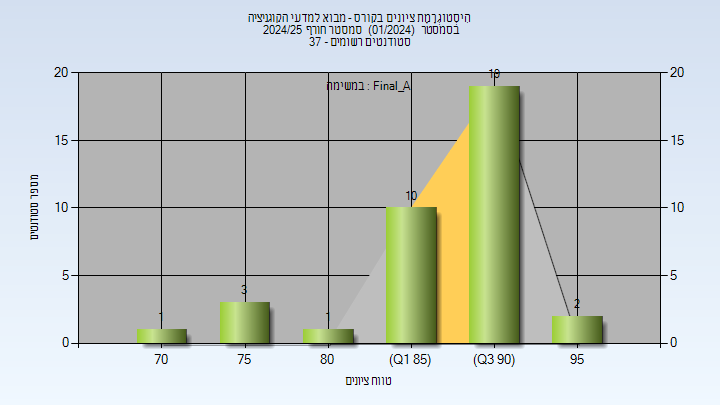 היסטוגרמת ציונים בקורס - מבוא למדעי הקוגניציה
בסמסטר (01/2024) סמסטר חורף 2024/25
סטודנטים רשומים - 37
במשימה : Final_A
מספר סטודנטים
20
15
10
5
0
20
15
10
5
0
1
3
1
10
19
2
70
75
80
(Q1 85)
(Q3 90)
95
טווח ציונים